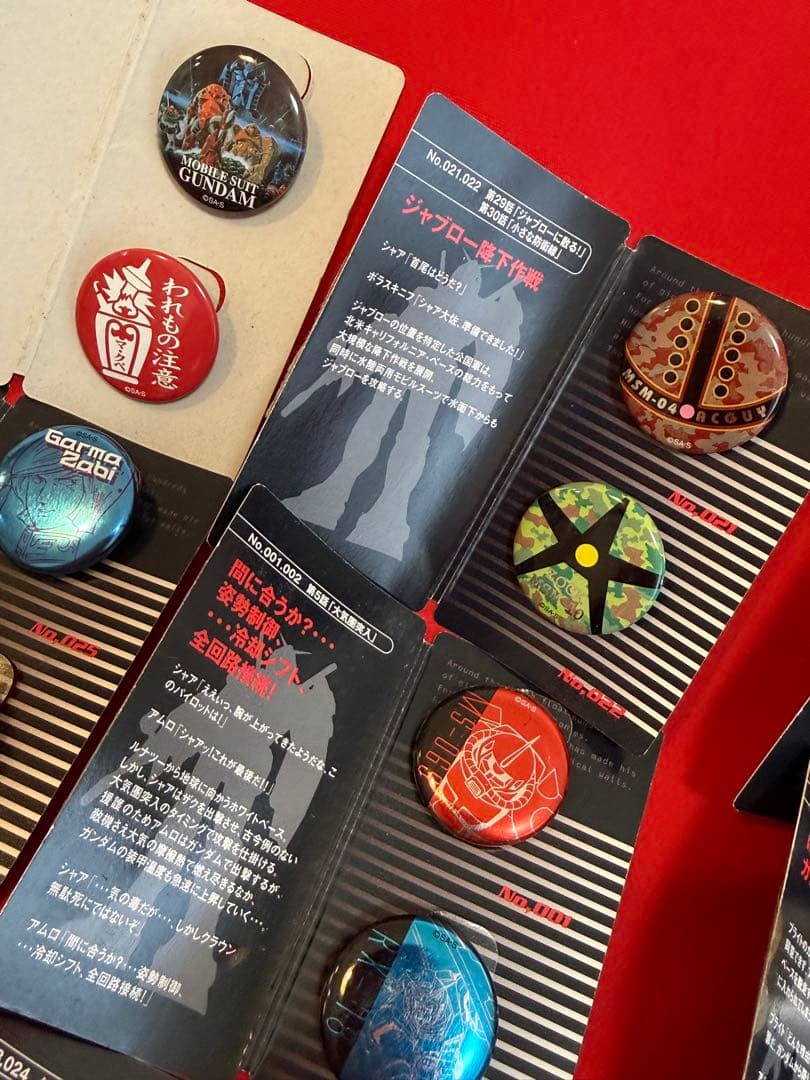 MOBILE SUIT
GUNDAM
©SA・S
われもの注意
マ・クベ
©SA・S
Garma
Zabi
©SA・S
No,025
No.021.022 第29話「ジャブローに散る!」
第30話「小さな防衛線」
ジャブロー降下作戦
シャア「首尾はどうだ?」
ボラスキニフ「シャア大佐、準備できました!」
ジャブローの位置を特定した公国軍は、
北米キャリフォルニア・ベースの総力をもって
大規模な降下作戦を展開、
同時に水陸両用モビルスーツで水面下からも
ジャブローを攻略する
MSM-04 ACGUY
©SA・S
No,021
©SA・S
No,022
No.001.002 第5話「大気圏突入」
間に合うか?・・・
姿勢制御
・・・冷却シフト、
全回路接続!
シャア「ええいっ、腕が上がってきたようだな、こ
のパイロットは!」
アムロ「シャアッ!これが最後だ!」
ルナツーから地球に向かうホワイトベース、
しかし、シャアはザクを出撃させ、古今例のない
大気圏突入のタイミングで攻撃を仕掛ける。
援護のためアムロはガンダムで出撃するが、
敵機さえ大気の摩擦熱で燃え尽きるなか、
ガンダムの装甲温度も急速に上昇していく・・・。
シャア「・・・気の毒だが・・・、しかしクラウン
無駄死にではないぞ」
アムロ「間に合うか?・・・姿勢制御、
・・・冷却シフト、全回路接続!」
MS-06
©SA・S
No,001
©SA・S
RX-78
.024